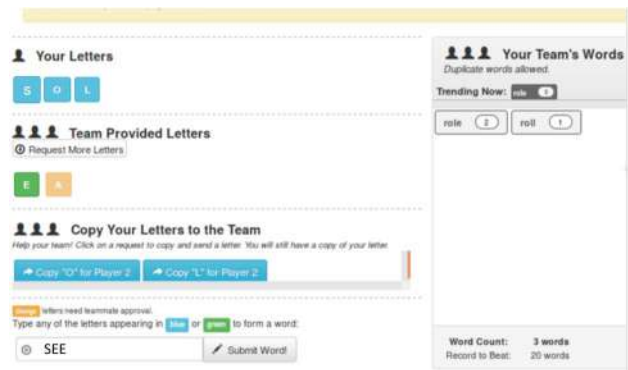 Your Letters
S O L
Team Provided Letters
Request More Letters
E A
Copy Your Letters to the Team
Help your team! Click on a request to copy and send a letter. You will still have a copy of your letter.
Copy "O" for Player 2 Copy "L" for Player 2
Orange letters need teammate approval.
Type any of the letters appearing in blue or green to form a word:
SEE Submit Word!
Your Team's Words
Duplicate words allowed.
Trending Now: role 2
role 2 roll 1
Word Count: 3 words
Record to Beat: 20 words